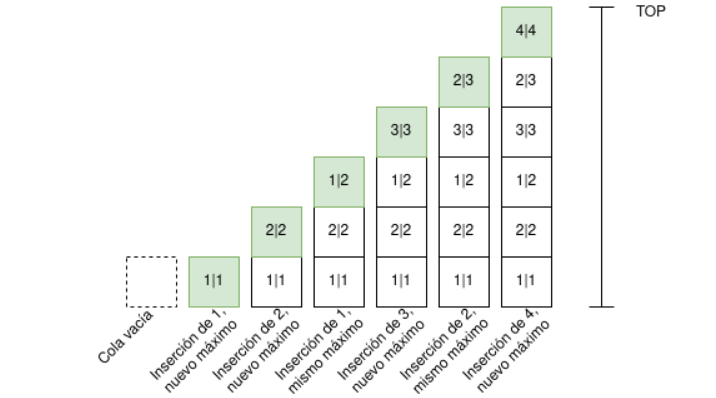 TOP
4|4
2|3
2|3
3|3
3|3
3|3
1|2
1|2
1|2
1|2
2|2
2|2
2|2
2|2
2|2
1|1
1|1
1|1
1|1
1|1
1|1
Cola vacía
Inserción de 1,
nuevo máximo
Inserción de 2,
nuevo máximo
Inserción de 1,
mismo máximo
Inserción de 3,
nuevo máximo
Inserción de 2,
mismo máximo
Inserción de 4,
nuevo máximo